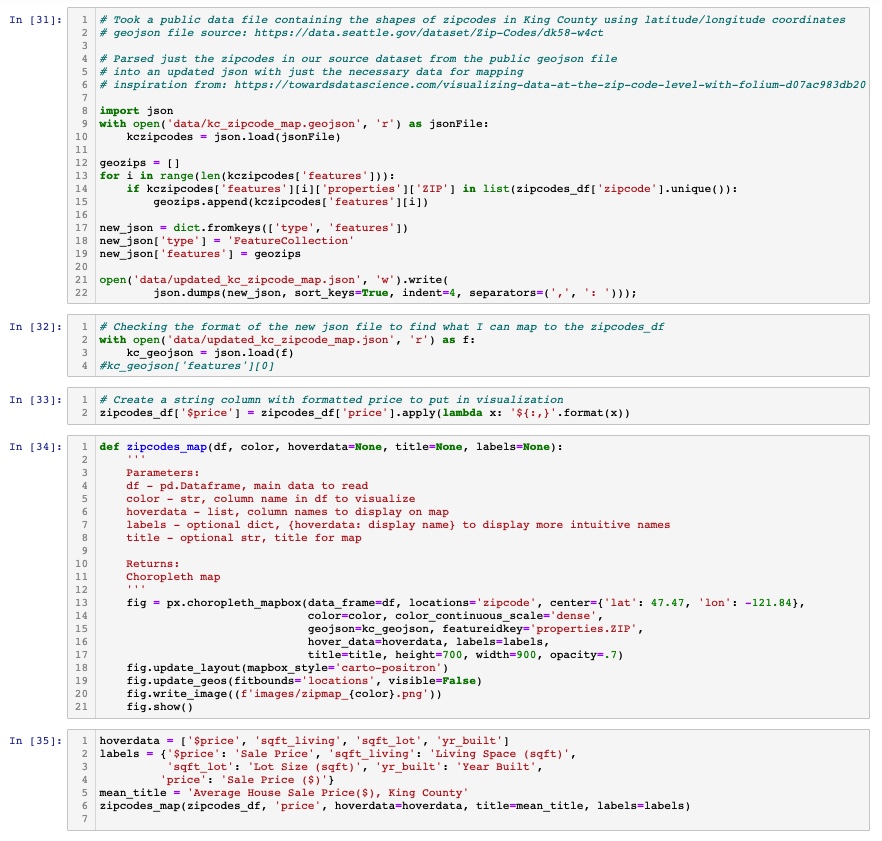 In [31]:
1 # Took a public data file containing the shapes of zipcodes in King County using latitude/longitude coordinates
2 # geojson file source: https://data.seattle.gov/dataset/Zip-Codes/dk58-w4ct
3
4 # Parsed just the zipcodes in our source dataset from the public geojson file
5 # into an updated json with just the necessary data for mapping
6 # inspiration from: https://towardsdatascience.com/visualizing-data-at-the-zip-code-level-with-folium-d07ac983db20
7
8 import json
9 with open('data/kc_zipcode_map.geojson', 'r') as jsonFile:
10     kczipcodes = json.load(jsonFile)
11
12 geozips = []
13 for i in range(len(kczipcodes['features'])):
14     if kczipcodes['features'][i]['properties']['ZIP'] in list(zipcodes_df['zipcode'].unique()):
15         geozips.append(kczipcodes['features'][i])
16
17 new_json = dict.fromkeys(['type', 'features'])
18 new_json['type'] = 'FeatureCollection'
19 new_json['features'] = geozips
20
21 open('data/updated_kc_zipcode_map.json', 'w').write(
22         json.dumps(new_json, sort_keys=True, indent=4, separators=(',', ': ')));
In [32]:
1 # Checking the format of the new json file to find what I can map to the zipcodes_df
2 with open('data/updated_kc_zipcode_map.json', 'r') as f:
3     kc_geojson = json.load(f)
4 #kc_geojson['features'][0]
In [33]:
1 # Create a string column with formatted price to put in visualization
2 zipcodes_df['$price'] = zipcodes_df['price'].apply(lambda x: '${:,}'.format(x))
In [34]:
1 def zipcodes_map(df, color, hoverdata=None, title=None, labels=None):
2     '''
3     Parameters:
4     df - pd.Dataframe, main data to read
5     color - str, column name in df to visualize
6     hoverdata - list, column names to display on map
7     labels - optional dict, {hoverdata: display name} to display more intuitive names
8     title - optional str, title for map
9
10     Returns:
11     Choropleth map
12     '''
13     fig = px.choropleth_mapbox(data_frame=df, locations='zipcode', center={'lat': 47.47, 'lon': -121.84},
14                                color=color, color_continuous_scale='dense',
15                                geojson=kc_geojson, featureidkey='properties.ZIP',
16                                hover_data=hoverdata, labels=labels,
17                                title=title, height=700, width=900, opacity=.7)
18     fig.update_layout(mapbox_style='carto-positron')
19     fig.update_geos(fitbounds='locations', visible=False)
20     fig.write_image((f'images/zipmap_{color}.png'))
21     fig.show()
In [35]:
1 hoverdata = ['$price', 'sqft_living', 'sqft_lot', 'yr_built']
2 labels = {'$price': 'Sale Price', 'sqft_living': 'Living Space (sqft)',
3           'sqft_lot': 'Lot Size (sqft)', 'yr_built': 'Year Built',
4          'price': 'Sale Price ($)'}
5 mean_title = 'Average House Sale Price($), King County'
6 zipcodes_map(zipcodes_df, 'price', hoverdata=hoverdata, title=mean_title, labels=labels)
7